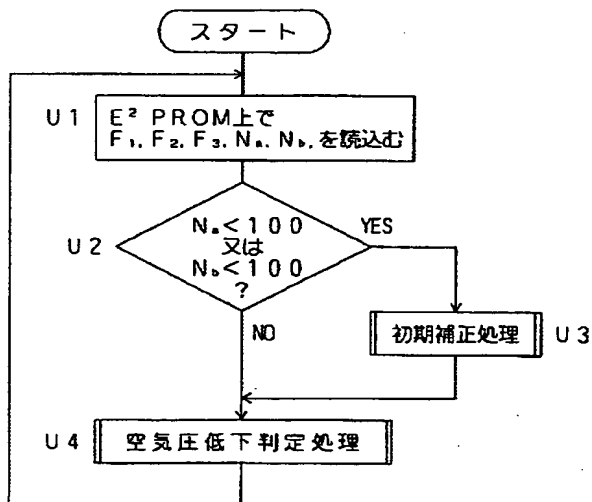 スタート
U1
E² PROM上で
F₁, F₂, F₃, Nₐ、N_b, を読込む
U2
Nₐ<100
又は
N_b<100
?
YES
NO
初期補正処理
U3
U4
空気圧低下判定処理